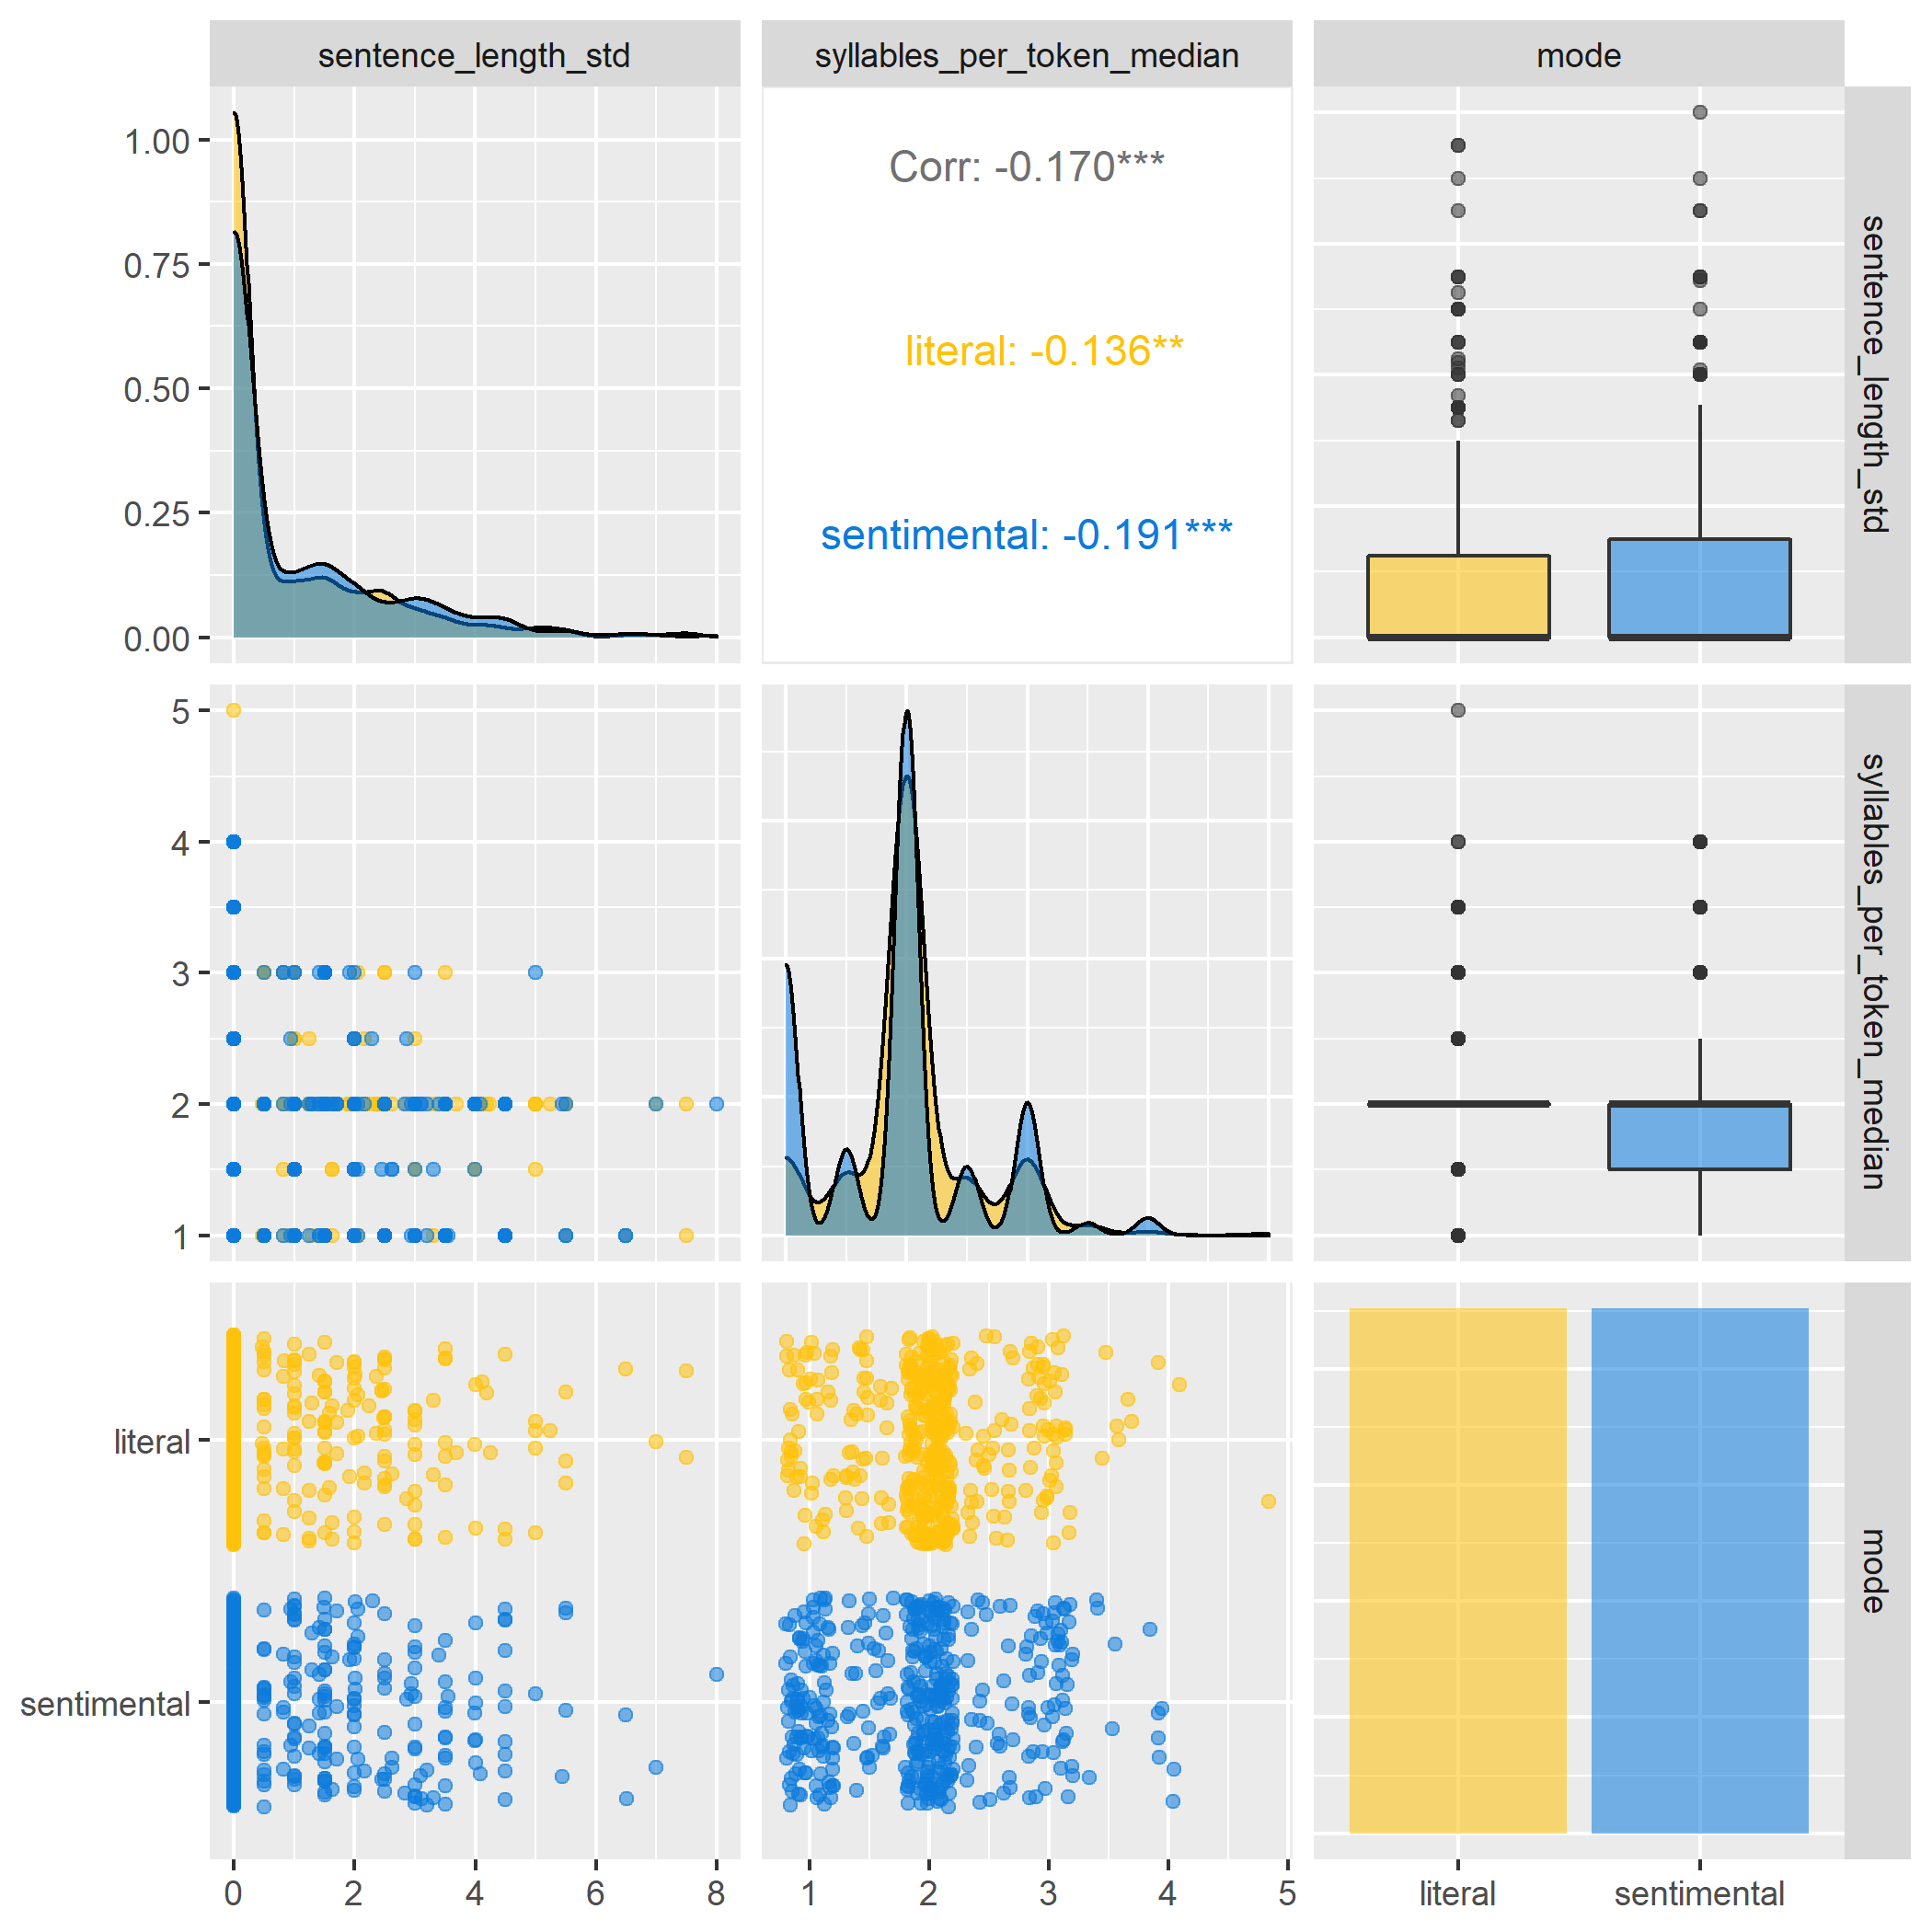 sentence_length_std
syllables_per_token_median
mode
1.00
0.75
0.50
0.25
0.00
Corr: -0.170***
literal: -0.136**
sentimental: -0.191***
sentence_length_std
5
4
3
2
1
syllables_per_token_median
literal
sentimental
mode
0 2 4 6 8
1 2 3 4 5
literal sentimental